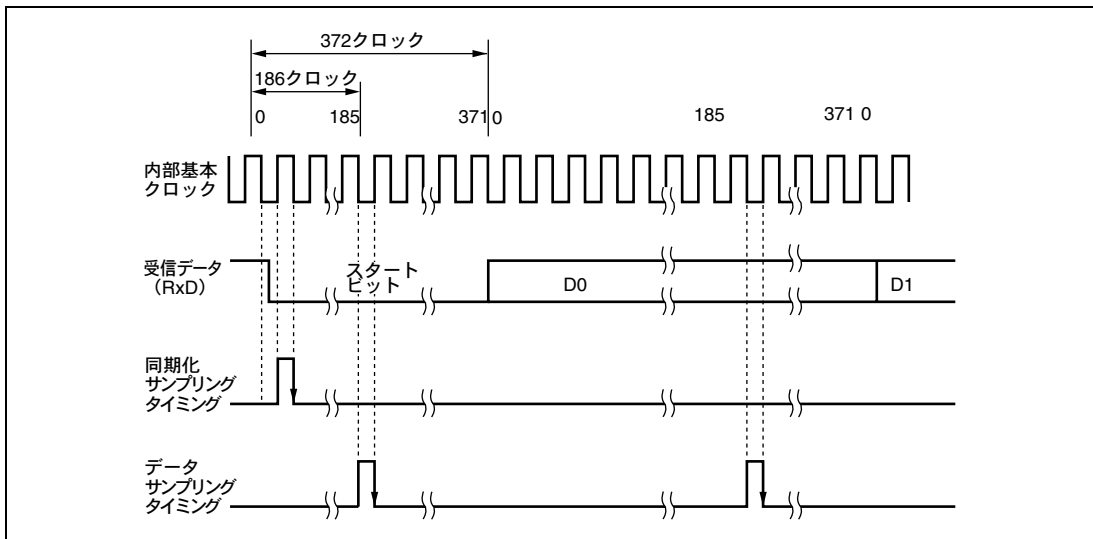 372クロック
186クロック
0 185 371 0 185 371 0
内部基本
クロック
受信データ
（RxD）
スタート
ビット
D0
D1
同期化
サンプリング
タイミング
データ
サンプリング
タイミング